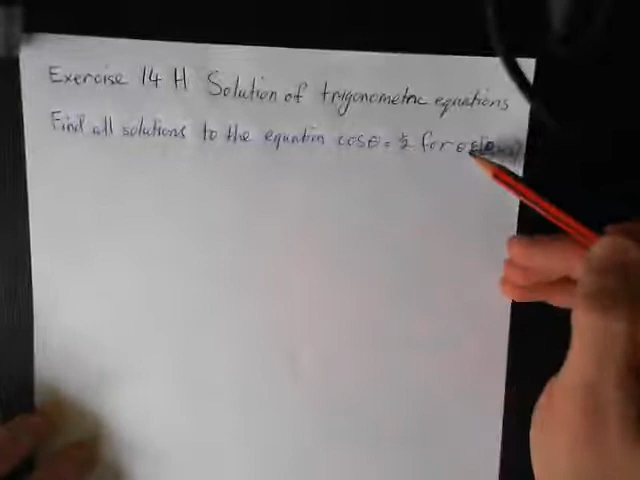 Exercise 14 H Solution of trigonometric equations
Find all solutions to the equation cosθ = ½ for θ ε